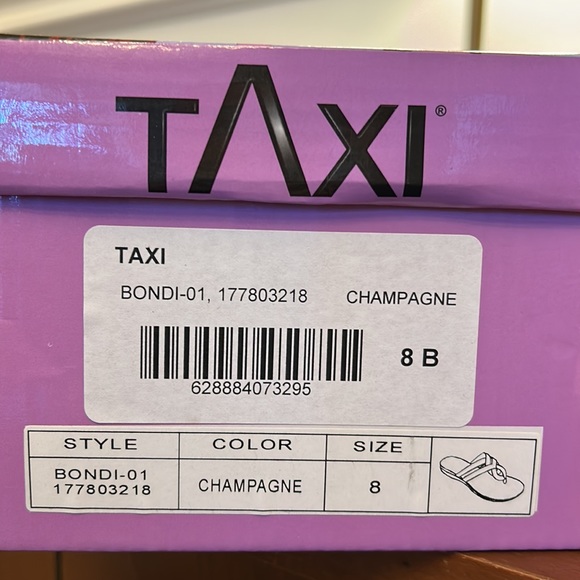 TAXI®
TAXI
BONDI-01, 177803218 CHAMPAGNE
8 B
628884073295
STYLE COLOR SIZE
BONDI-01
177803218 CHAMPAGNE 8